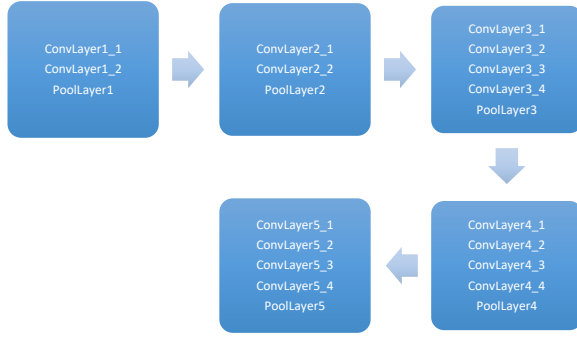 ConvLayer1_1
ConvLayer1_2
PoolLayer1
ConvLayer2_1
ConvLayer2_2
PoolLayer2
ConvLayer3_1
ConvLayer3_2
ConvLayer3_3
ConvLayer3_4
PoolLayer3
ConvLayer4_1
ConvLayer4_2
ConvLayer4_3
ConvLayer4_4
PoolLayer4
ConvLayer5_1
ConvLayer5_2
ConvLayer5_3
ConvLayer5_4
PoolLayer5